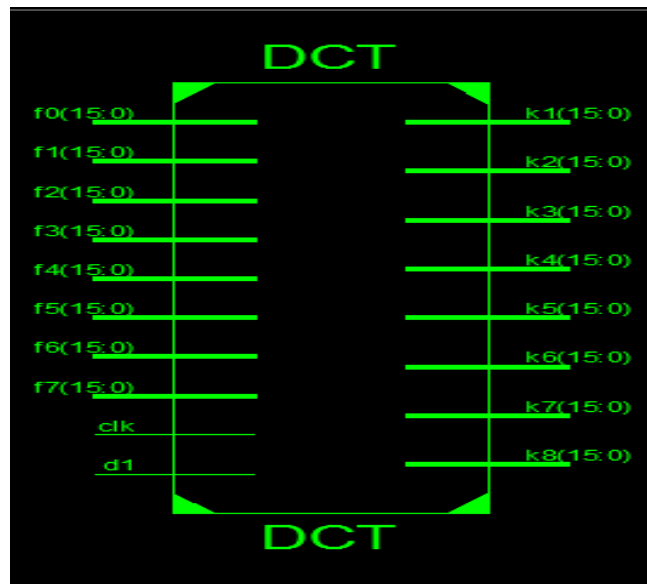 DCT
f0(15:0)
f1(15:0)
f2(15:0)
f3(15:0)
f4(15:0)
f5(15:0)
f6(15:0)
f7(15:0)
clk
d1
k1(15:0)
k2(15:0)
k3(15:0)
k4(15:0)
k5(15:0)
k6(15:0)
k7(15:0)
k8(15:0)
DCT